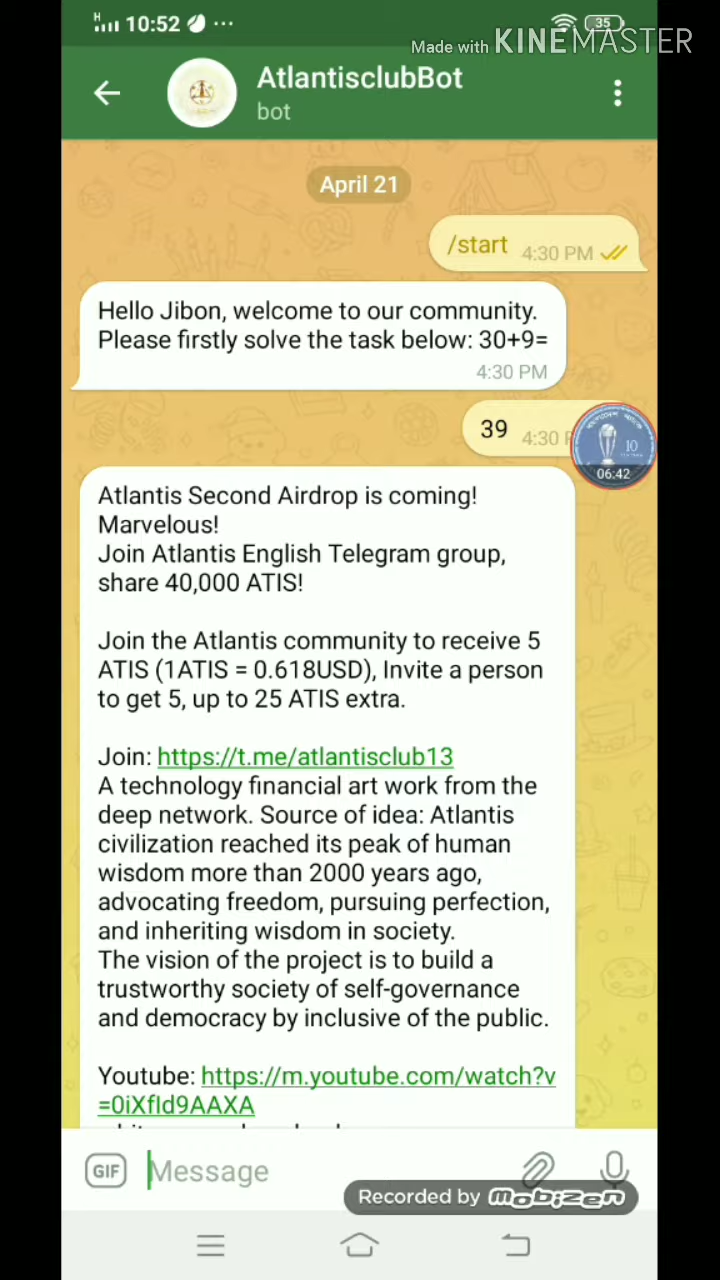 H 10:52 ... 35
Made with KINEMASTER
AtlantisclubBot
bot
April 21
/start 4:30 PM
Hello Jibon, welcome to our community.
Please firstly solve the task below: 30+9=
4:30 PM
39 4:30 P
10
06:42
Atlantis Second Airdrop is coming!
Marvelous!
Join Atlantis English Telegram group,
share 40,000 ATIS!
Join the Atlantis community to receive 5
ATIS (1ATIS = 0.618USD), Invite a person
to get 5, up to 25 ATIS extra.
Join: https://t.me/atlantisclub13
A technology financial art work from the
deep network. Source of idea: Atlantis
civilization reached its peak of human
wisdom more than 2000 years ago,
advocating freedom, pursuing perfection,
and inheriting wisdom in society.
The vision of the project is to build a
trustworthy society of self-governance
and democracy by inclusive of the public.
Youtube: https://m.youtube.com/watch?v
=0iXfId9AAXA
GIF Message
Recorded by mobizen